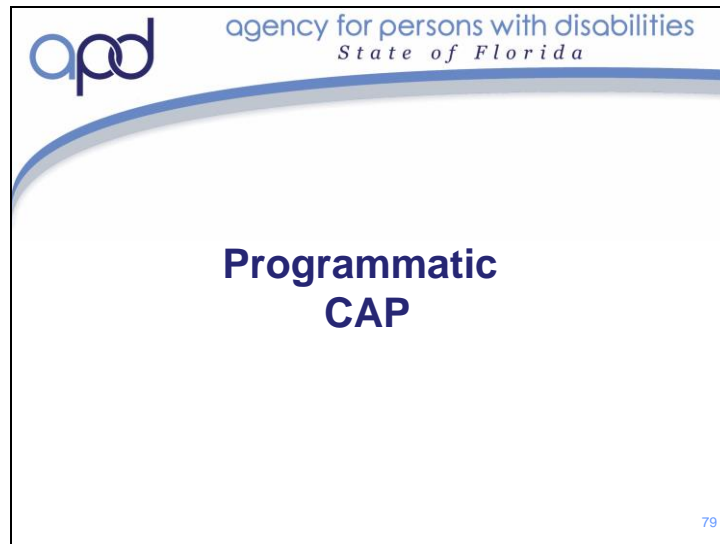 apd
agency for persons with disabilities
State of Florida
Programmatic
CAP
79